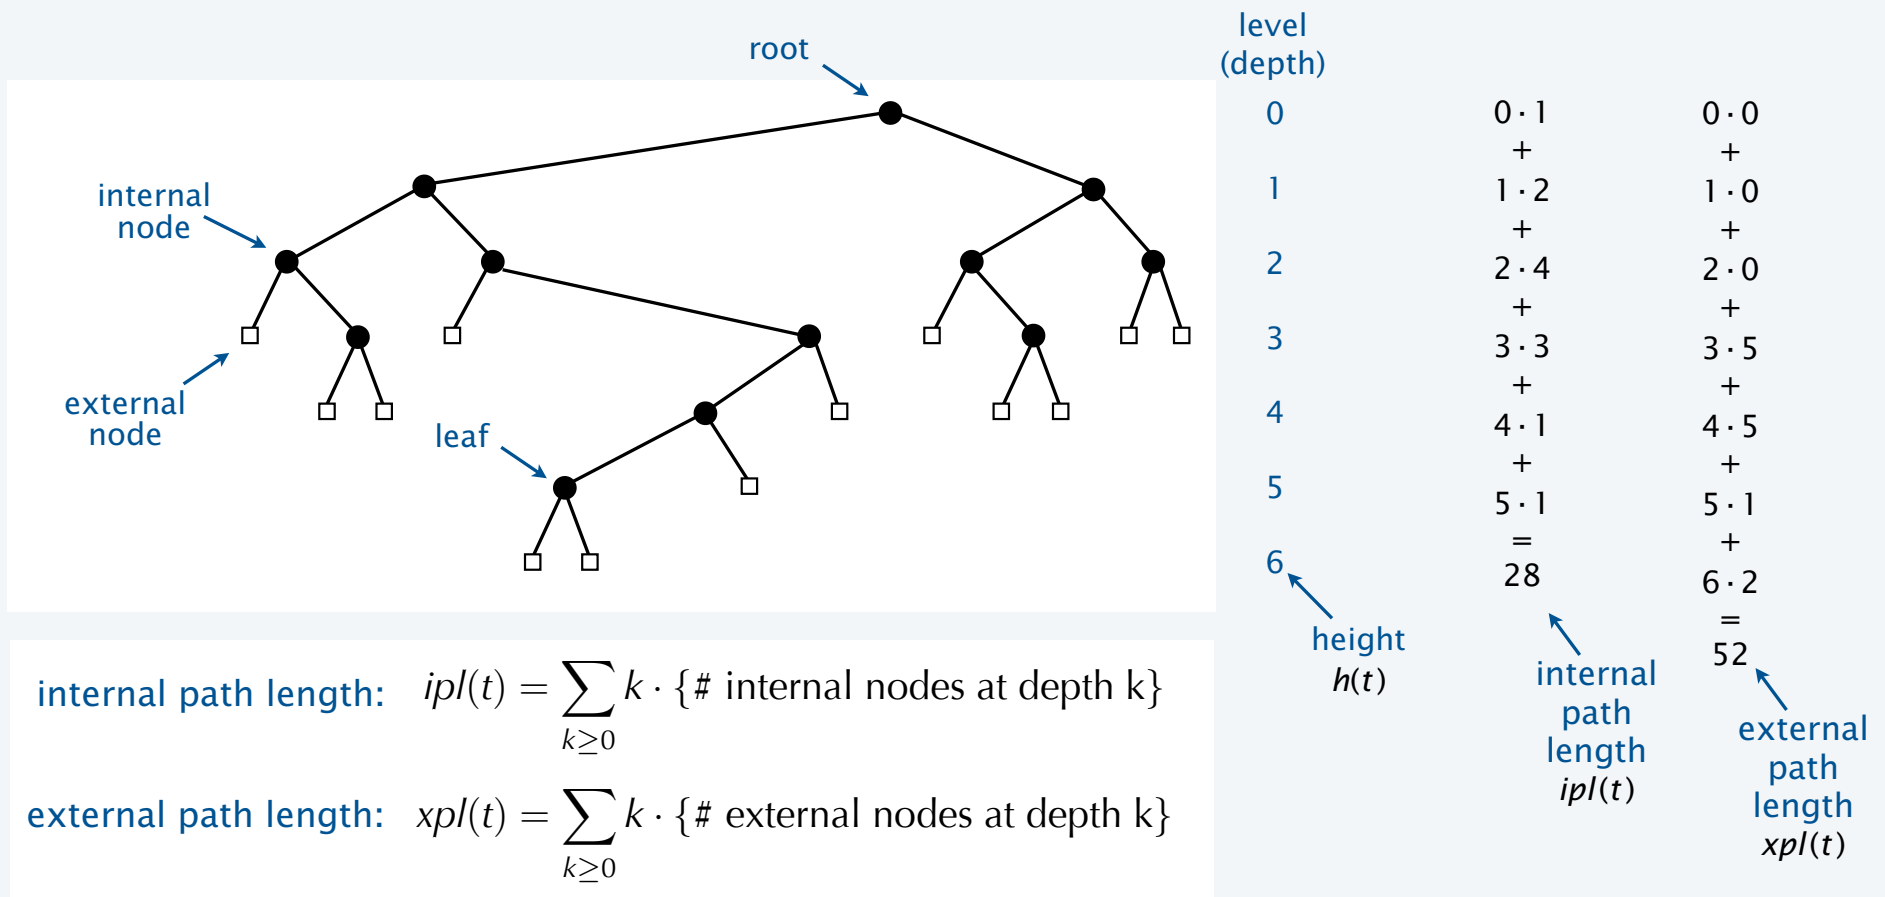 root
internal
node
external
node
leaf
level
(depth)
0
1
2
3
4
5
6
height
h(t)
0·1
+
1·2
+
2·4
+
3·3
+
4·1
+
5·1
=
28
internal
path
length
ipl(t)
0·0
+
1·0
+
2·0
+
3·5
+
4·5
+
5·1
+
6·2
=
52
external
path
length
xpl(t)
internal path length: ipl(t) = ∑ k · {# internal nodes at depth k}
k≥0
external path length: xpl(t) = ∑ k · {# external nodes at depth k}
k≥0